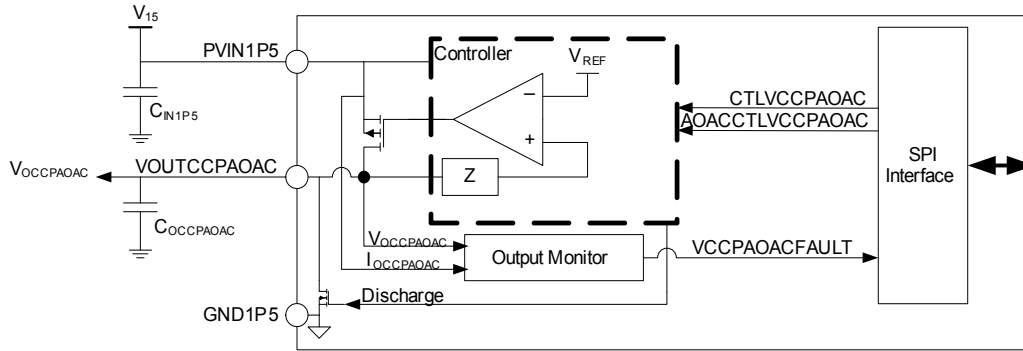 V15
PVIN1P5
Controller
VREF
CIN1P5
−
+
CTLVCCPAOAC
AOACCTLVCCPAOAC
SPI
Interface
VOCCPAOAC
VOUTCCPAOAC
Z
COCCPAOAC
VOCCPAOAC
IOCCPAOAC
Output Monitor
VCCPAOACFAULT
Discharge
GND1P5